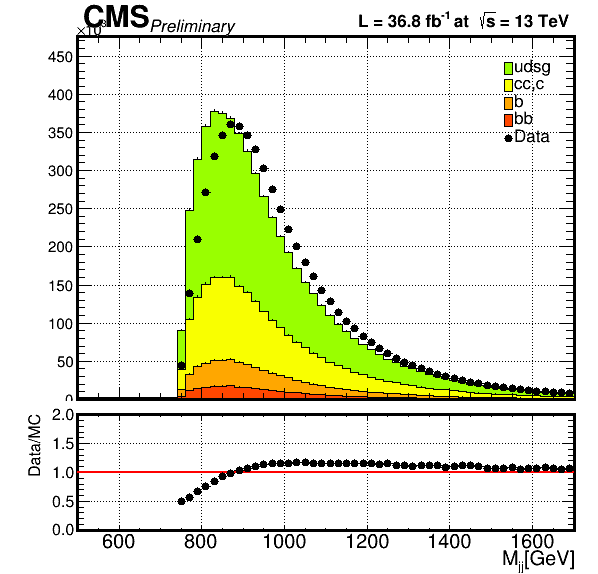 CMS Preliminary L = 36.8 fb⁻¹ at √s = 13 TeV
450
400
350
300
250
200
150
100
50
0
udsg
cc,c
b
bb
Data
Data/MC
2.0
1.5
1.0
0.5
0.0
600 800 1000 1200 1400 1600
Mjj[GeV]